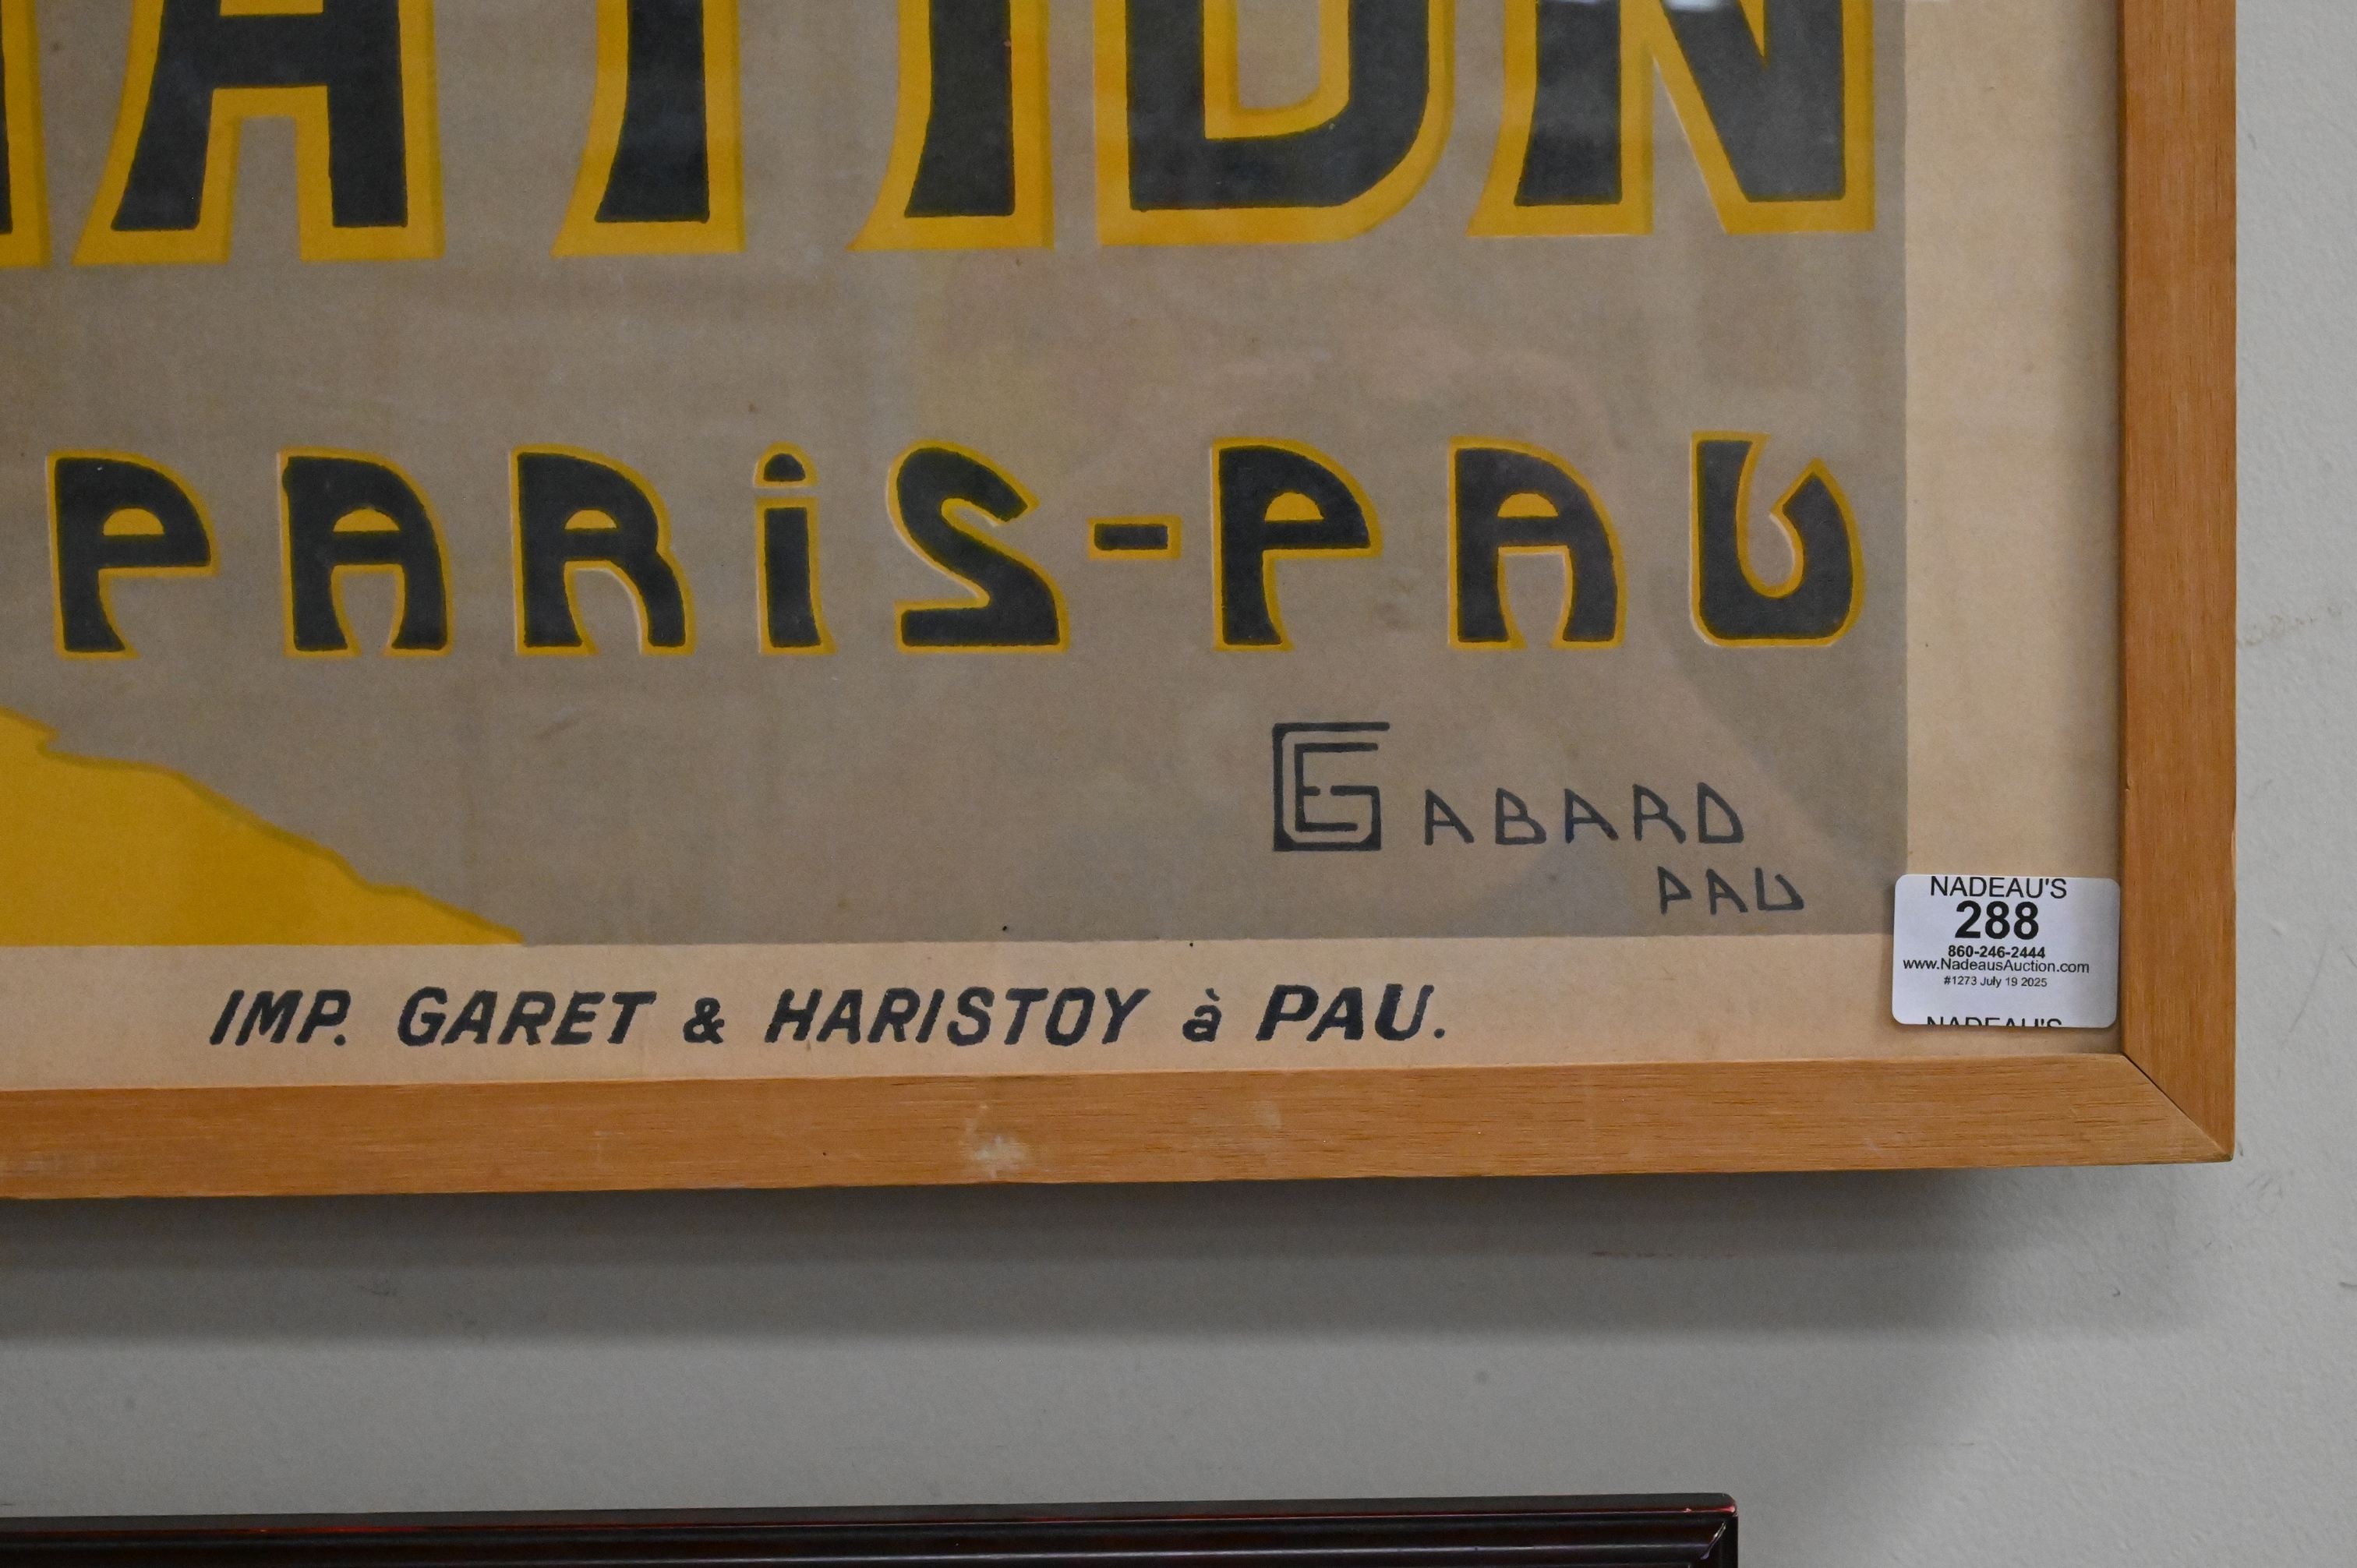 ATION
PARiS-PAU
GABARD
PAU
IMP. GARET & HARISTOY à PAU.
NADEAU'S
288
860-246-2444
www.NadeausAuction.com
#1273 July 19 2025
NADEAU'S